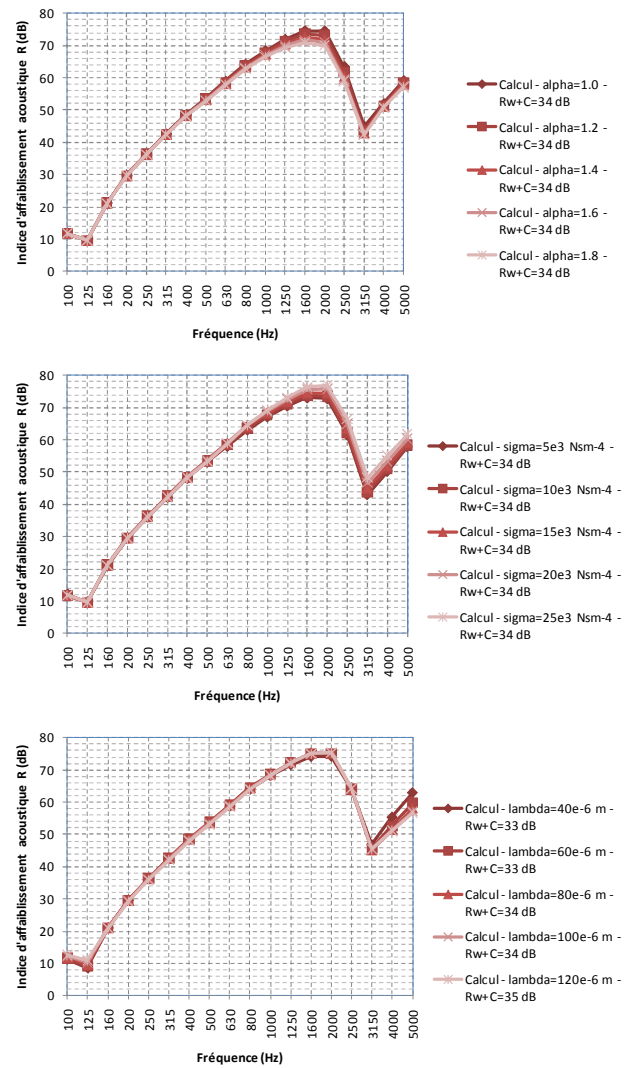 80
70
60
50
40
30
20
10
0
Indice d'affaiblissement acoustique R (dB)
100 125 160 200 250 315 400 500 630 800 1000 1250 1600 2000 2500 3150 4000 5000
Fréquence (Hz)
Calcul - alpha=1.0 -
Rw+C=34 dB
Calcul - alpha=1.2 -
Rw+C=34 dB
Calcul - alpha=1.4 -
Rw+C=34 dB
Calcul - alpha=1.6 -
Rw+C=34 dB
Calcul - alpha=1.8 -
Rw+C=34 dB
80
70
60
50
40
30
20
10
0
Indice d'affaiblissement acoustique R (dB)
100 125 160 200 250 315 400 500 630 800 1000 1250 1600 2000 2500 3150 4000 5000
Fréquence (Hz)
Calcul - sigma=5e3 Nsm-4 -
Rw+C=34 dB
Calcul - sigma=10e3 Nsm-4 -
Rw+C=34 dB
Calcul - sigma=15e3 Nsm-4 -
Rw+C=34 dB
Calcul - sigma=20e3 Nsm-4 -
Rw+C=34 dB
Calcul - sigma=25e3 Nsm-4 -
Rw+C=34 dB
80
70
60
50
40
30
20
10
0
Indice d'affaiblissement acoustique R (dB)
100 125 160 200 250 315 400 500 630 800 1000 1250 1600 2000 2500 3150 4000 5000
Fréquence (Hz)
Calcul - lambda=40e-6 m -
Rw+C=33 dB
Calcul - lambda=60e-6 m -
Rw+C=33 dB
Calcul - lambda=80e-6 m -
Rw+C=34 dB
Calcul - lambda=100e-6 m -
Rw+C=34 dB
Calcul - lambda=120e-6 m -
Rw+C=35 dB